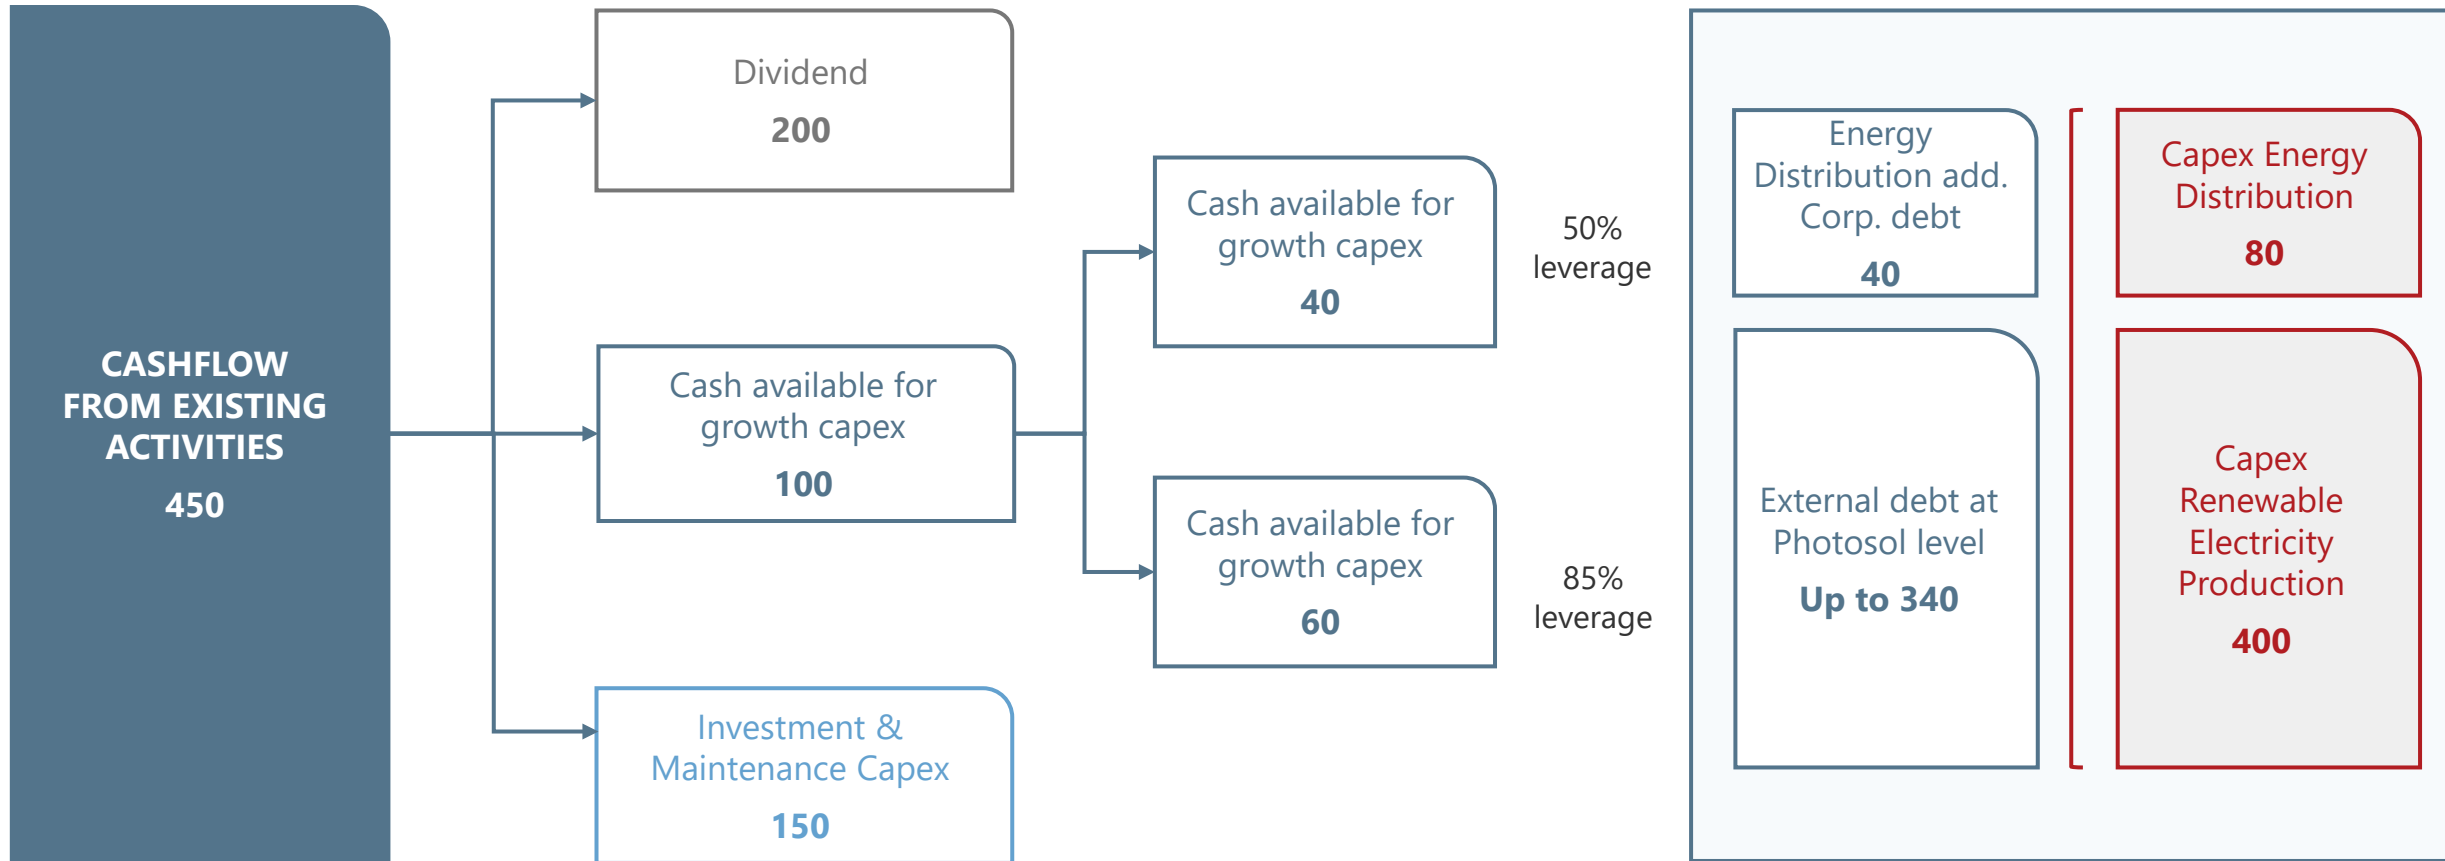 CASHFLOW
FROM EXISTING
ACTIVITIES
450
Dividend
200
Cash available for
growth capex
100
Investment &
Maintenance Capex
150
Cash available for
growth capex
40
Cash available for
growth capex
60
50%
leverage
85%
leverage
Energy
Distribution add.
Corp. debt
40
External debt at
Photosol level
Up to 340
Capex Energy
Distribution
80
Capex
Renewable
Electricity
Production
400